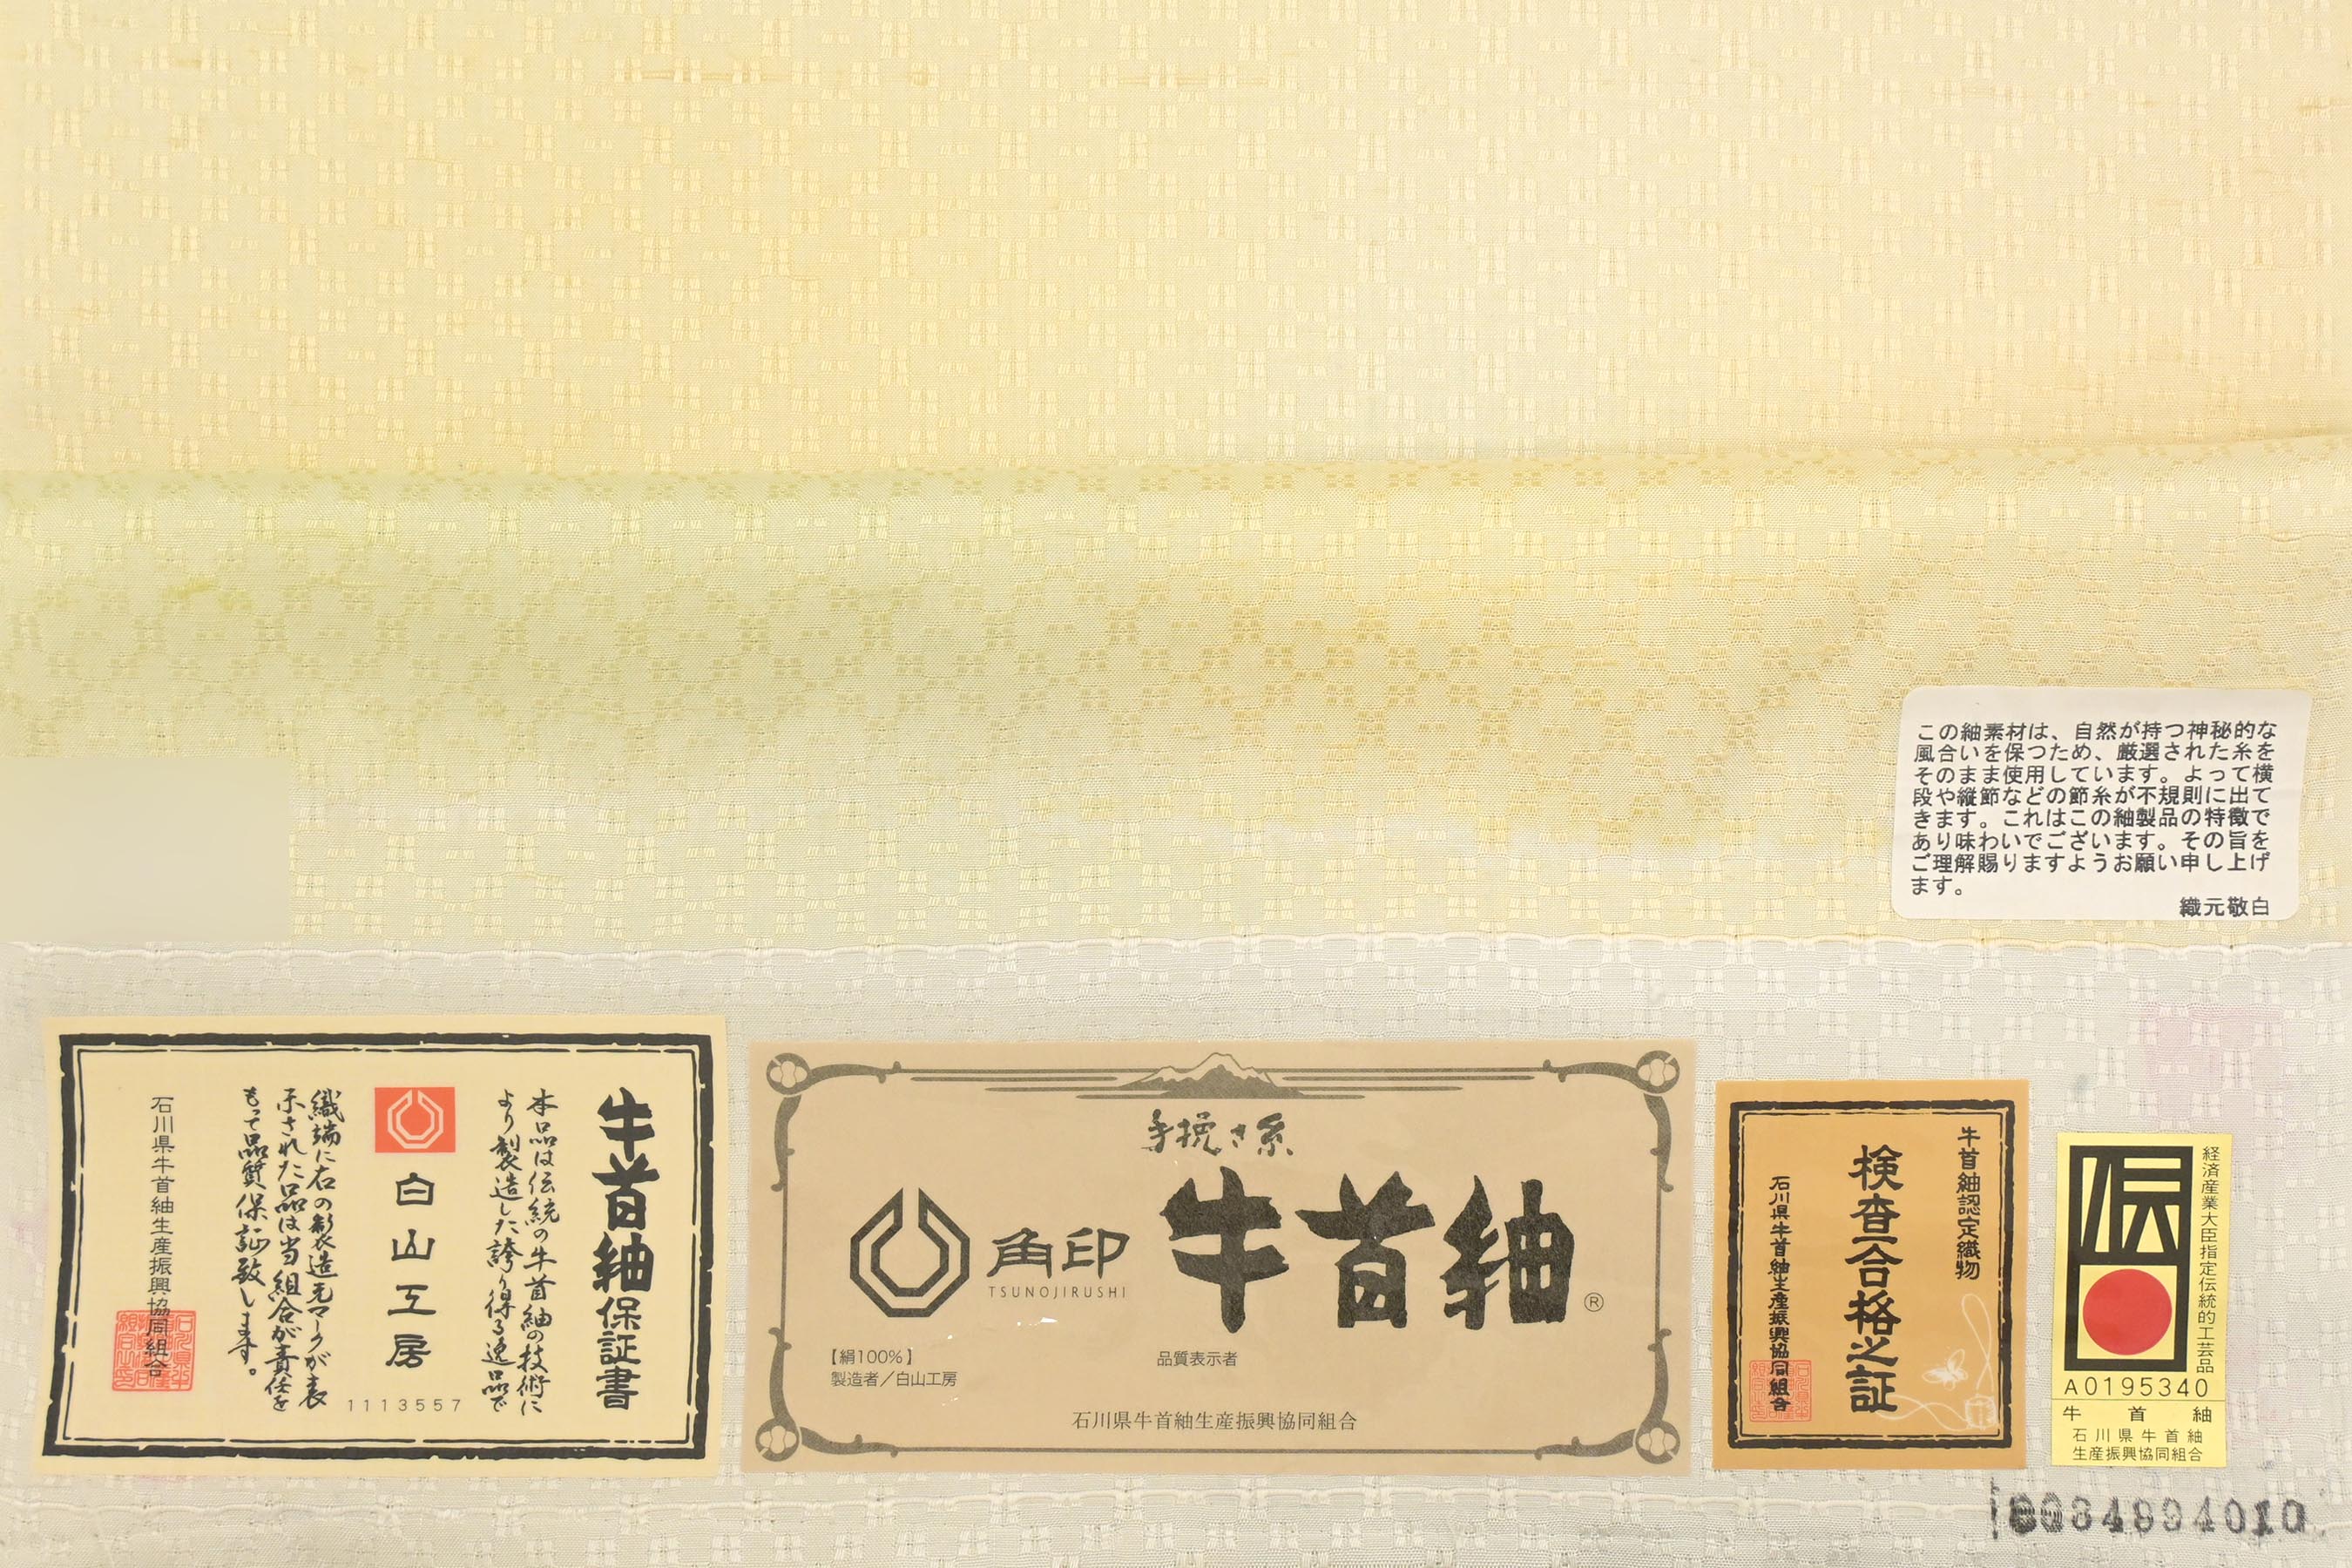 この紬素材は、自然が持つ神秘的な
風合いを保つため、厳選された糸を
そのまま使用しています。よって横
段や縦節などの節糸が不規則に出て
きます。これはこの紬製品の特徴で
あり味わいでございます。その旨を
ご理解賜りますようお願い申し上げ
ます。
織元敬白
牛首紬保証書
本品は伝統の牛首紬の技術に
より製造した誇り得る逸品で
白山工房
1113557
織端に右の製造元マークが表
示された品は当組合が責任を
もって品質保証致します。
石川県牛首紬生産振興協同組合
手挽き糸
角印
TSUNOJIRUSHI
牛首紬®
【絹100%】
製造者／白山工房
品質表示者
石川県牛首紬生産振興協同組合
牛首紬認定織物
検査合格之証
石川県牛首紬生産振興協同組合
経済産業大臣指定伝統的工芸品
伝
A0195340
牛首紬
石川県牛首紬
生産振興協同組合